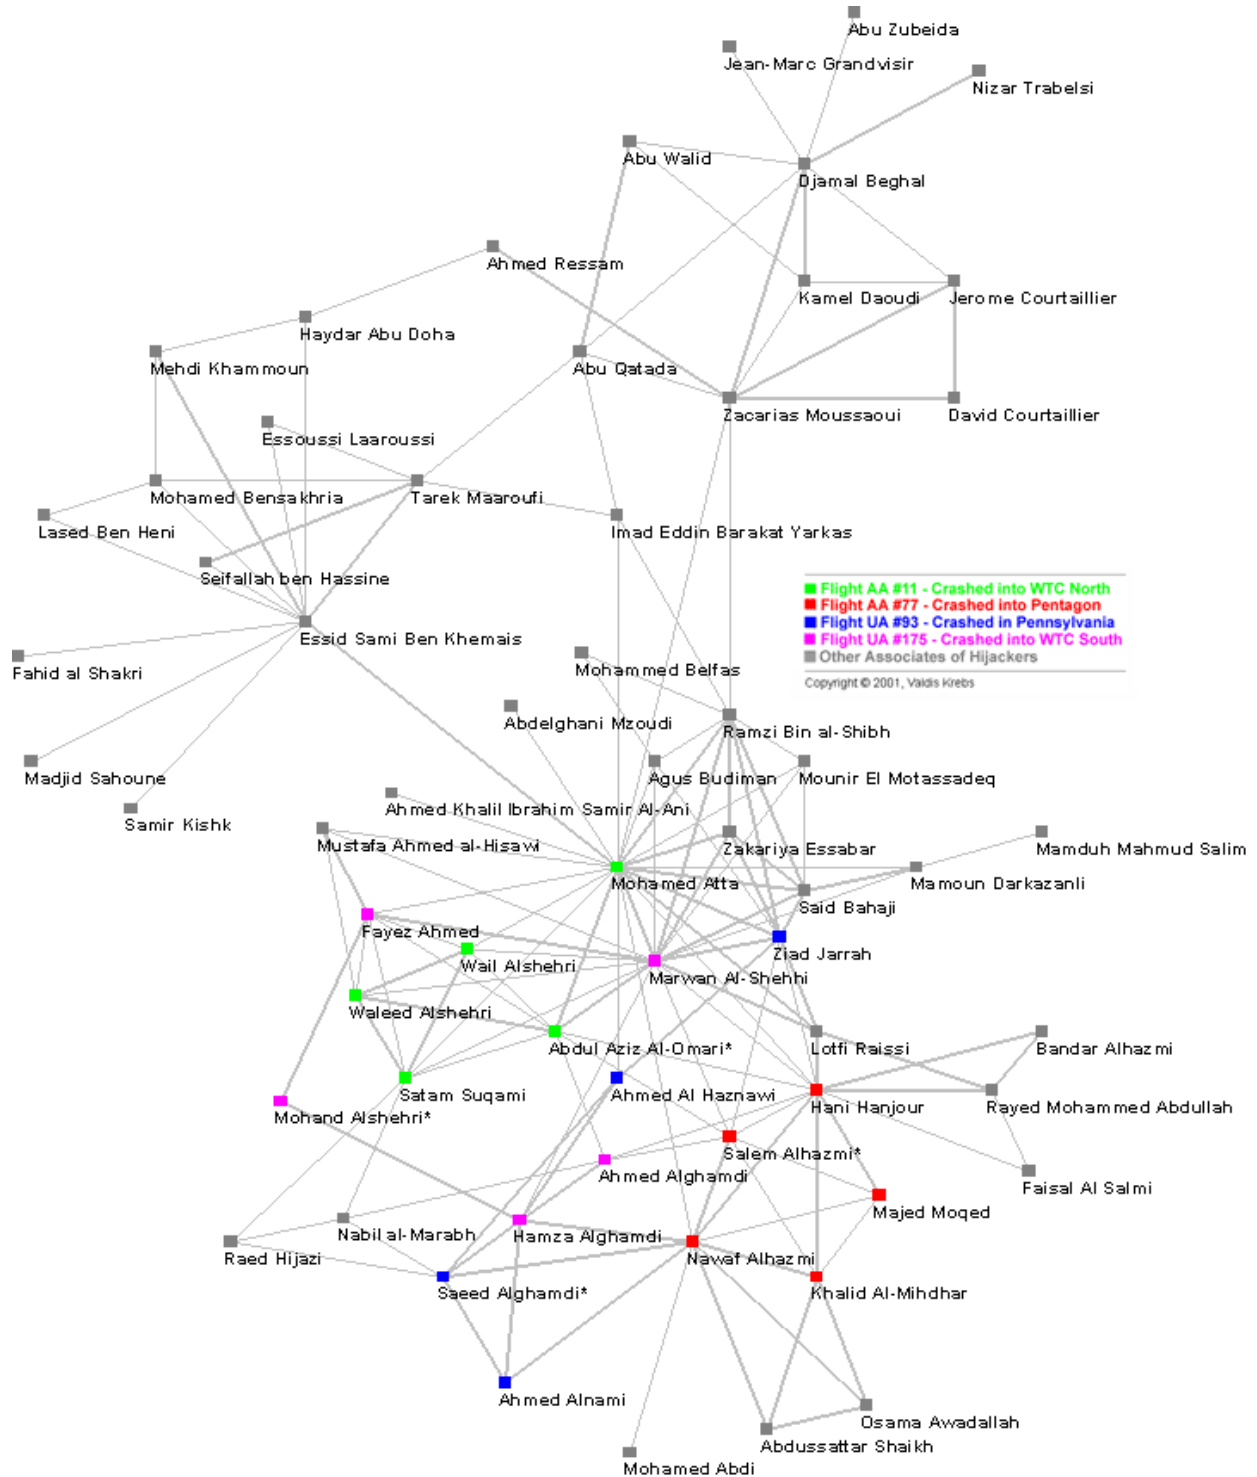 Abu Zubeida
Jean-Marc Grandvisir
Nizar Trabelsi
Abu Walid
Djamal Beghal
Ahmed Ressam
Kamel Daoudi
Jerome Courtaillier
Haydar Abu Doha
Mehdi Khammoun
Abu Qatada
Zacarias Moussaoui
David Courtaillier
Essoussi Laaroussi
Mohamed Bensakhria
Tarek Maaroufi
Lased Ben Heni
Imad Eddin Barakat Yarkas
Seifallah ben Hassine
Flight AA #11 - Crashed into WTC North
Flight AA #77 - Crashed into Pentagon
Flight UA #93 - Crashed in Pennsylvania
Flight UA #175 - Crashed into WTC South
Other Associates of Hijackers
Copyright © 2001, Valdis Krebs
Essid Sami Ben Khemais
Fahid al Shakri
Mohammed Belfas
Abdelghani Mzoudi
Ramzi Bin al-Shibh
Madjid Sahoune
Agus Budiman
Mounir El Motassadeq
Ahmed Khalil Ibrahim Samir Al-Ani
Samir Kishk
Mustafa Ahmed al-Hisawi
Zakariya Essabar
Mamduh Mahmud Salim
Mohamed Atta
Mamoun Darkazanli
Said Bahaji
Fayez Ahmed
Ziad Jarrah
Wail Alshehri
Marwan Al-Shehhi
Waleed Alshehri
Abdul Aziz Al-Omari*
Lotfi Raissi
Bandar Alhazmi
Satam Suqami
Ahmed Al Haznawi
Hani Hanjour
Rayed Mohammed Abdullah
Mohand Alshehri*
Salem Alhazmi*
Ahmed Alghamdi
Faisal Al Salmi
Majed Moqed
Nabil al-Marabh
Hamza Alghamdi
Raed Hijazi
Nawaf Alhazmi
Saeed Alghamdi*
Khalid Al-Mihdhar
Ahmed Alnami
Osama Awadallah
Abdussattar Shaikh
Mohamed Abdi